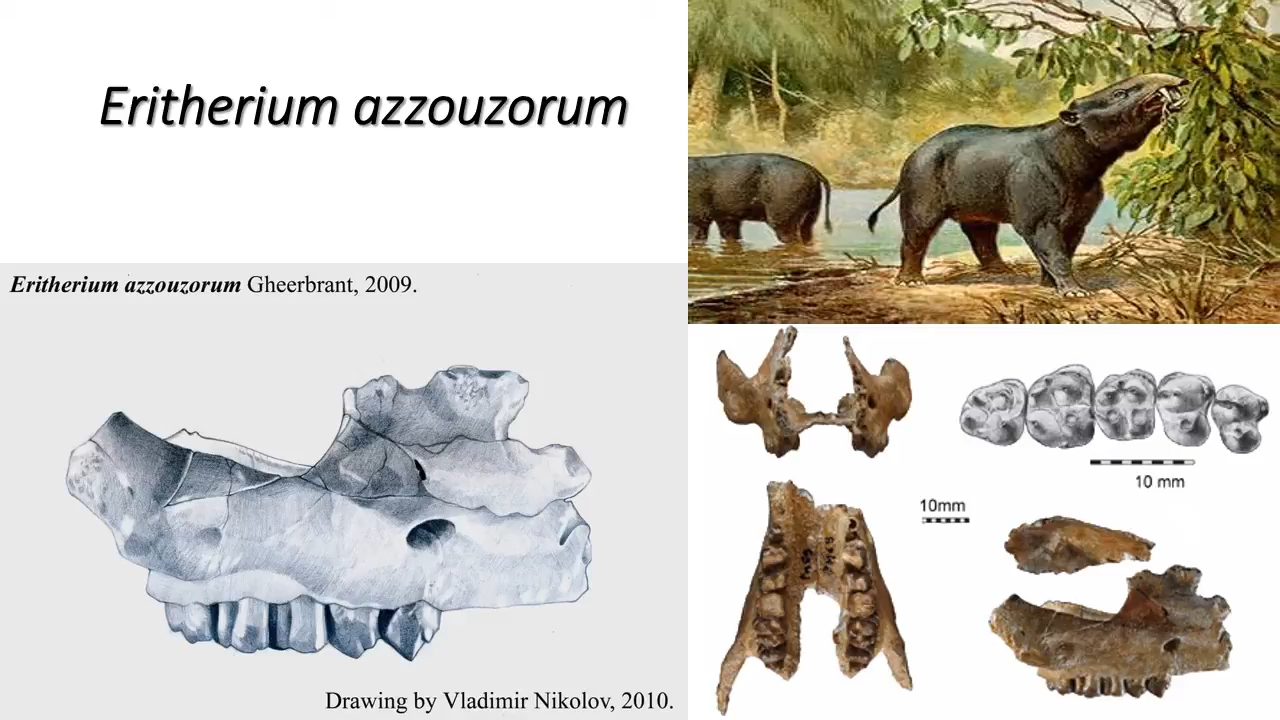 Eritherium azzouzorum
Eritherium azzouzorum Gheerbrant, 2009.
10 mm
10mm
Drawing by Vladimir Nikolov, 2010.